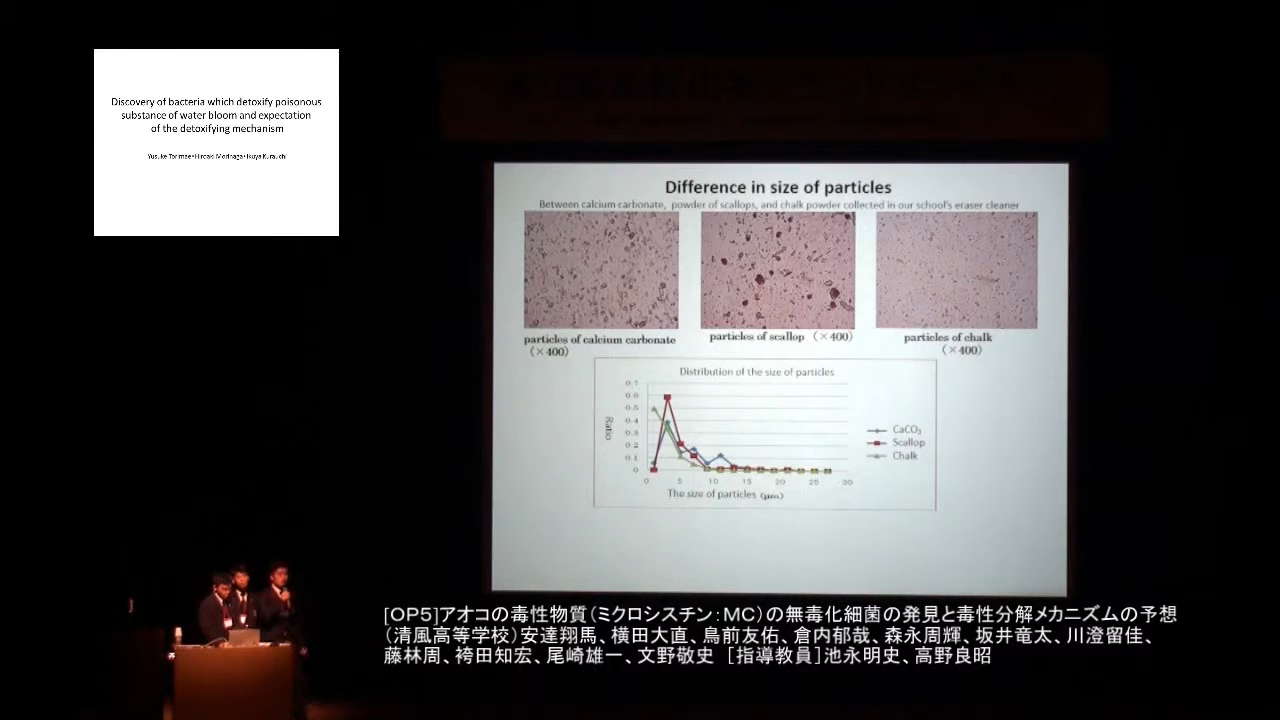 Discovery of bacteria which detoxify poisonous
substance of water bloom and expectation
of the detoxifying mechanism
Yusuke Torimae・Hiroaki Morinaga・Ikuya Kurauchi
Difference in size of particles
Between calcium carbonate, powder of scallops, and chalk powder collected in our school's eraser cleaner
particles of calcium carbonate
(×400)
particles of scallop (×400)
particles of chalk
(×400)
Distribution of the size of particles
0.7
0.6
0.5
0.4
0.3
0.2
0.1
0
Ratio
0 5 10 15 20 25 30
The size of particles (μm)
CaCO₃
Scallop
Chalk
[OP5]アオコの毒性物質(ミクロシスチン:MC)の無毒化細菌の発見と毒性分解メカニズムの予想
(清風高等学校)安達翔馬、横田大直、鳥前友佑、倉内郁哉、森永周輝、坂井竜太、川澄留佳、
藤林周、袴田知宏、尾崎雄一、文野敬史 [指導教員]池永明史、高野良昭